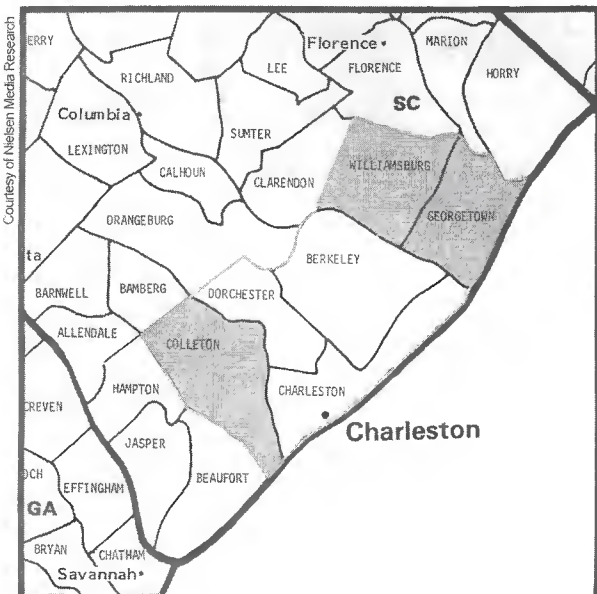 Courtesy of Nielsen Media Research
ERRY
Florence
MARION
LEE
FLORENCE
RICHLAND
HORRY
SC
Columbia
SUMTER
LEXINGTON
WILLIAMSBURG
CALHOUN
CLARENDON
GEORGETOWN
ORANGEBURG
BERKELEY
ta
BARNWELL
BAMBERG
DORCHESTER
ALLENDALE
COLLETON
HAMPTON
CHARLESTON
CREVEN
Charleston
JASPER
OCH
EFFINGHAM
BEAUFORT
GA
BRYAN
CHATHAM
Savannah